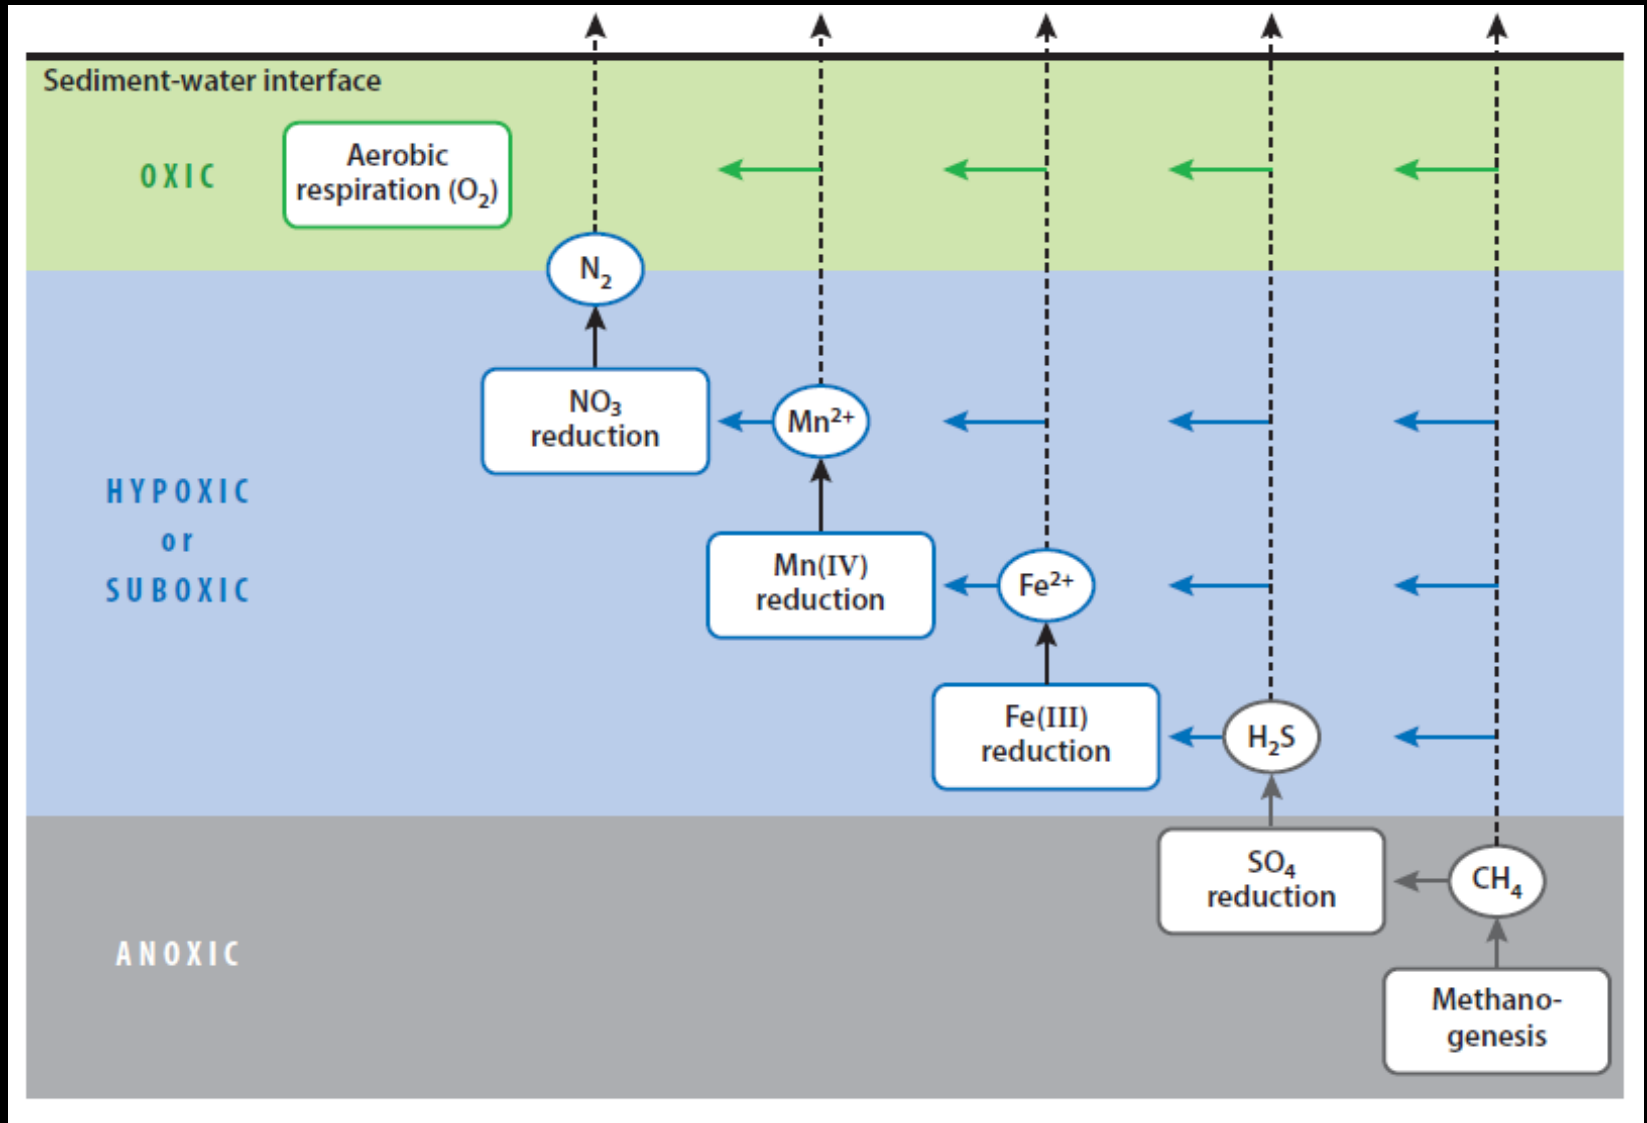 Sediment-water interface
OXIC
Aerobic
respiration (O₂)
N₂
NO₃
reduction
Mn²⁺
HYPOXIC
or
SUBOXIC
Mn(IV)
reduction
Fe²⁺
Fe(III)
reduction
H₂S
SO₄
reduction
CH₄
ANOXIC
Methano-
genesis